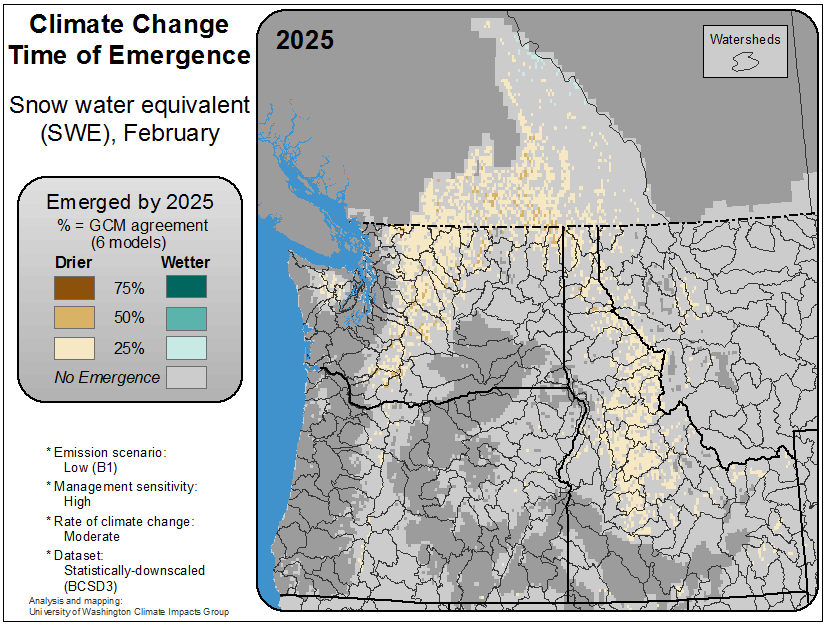 Climate Change
Time of Emergence
Snow water equivalent
(SWE), February
Emerged by 2025
% = GCM agreement
(6 models)
Drier Wetter
75%
50%
25%
No Emergence
* Emission scenario:
Low (B1)
* Management sensitivity:
High
* Rate of climate change:
Moderate
* Dataset:
Statistically-downscaled
(BCSD3)
Analysis and mapping:
University of Washington Climate Impacts Group
2025
Watersheds